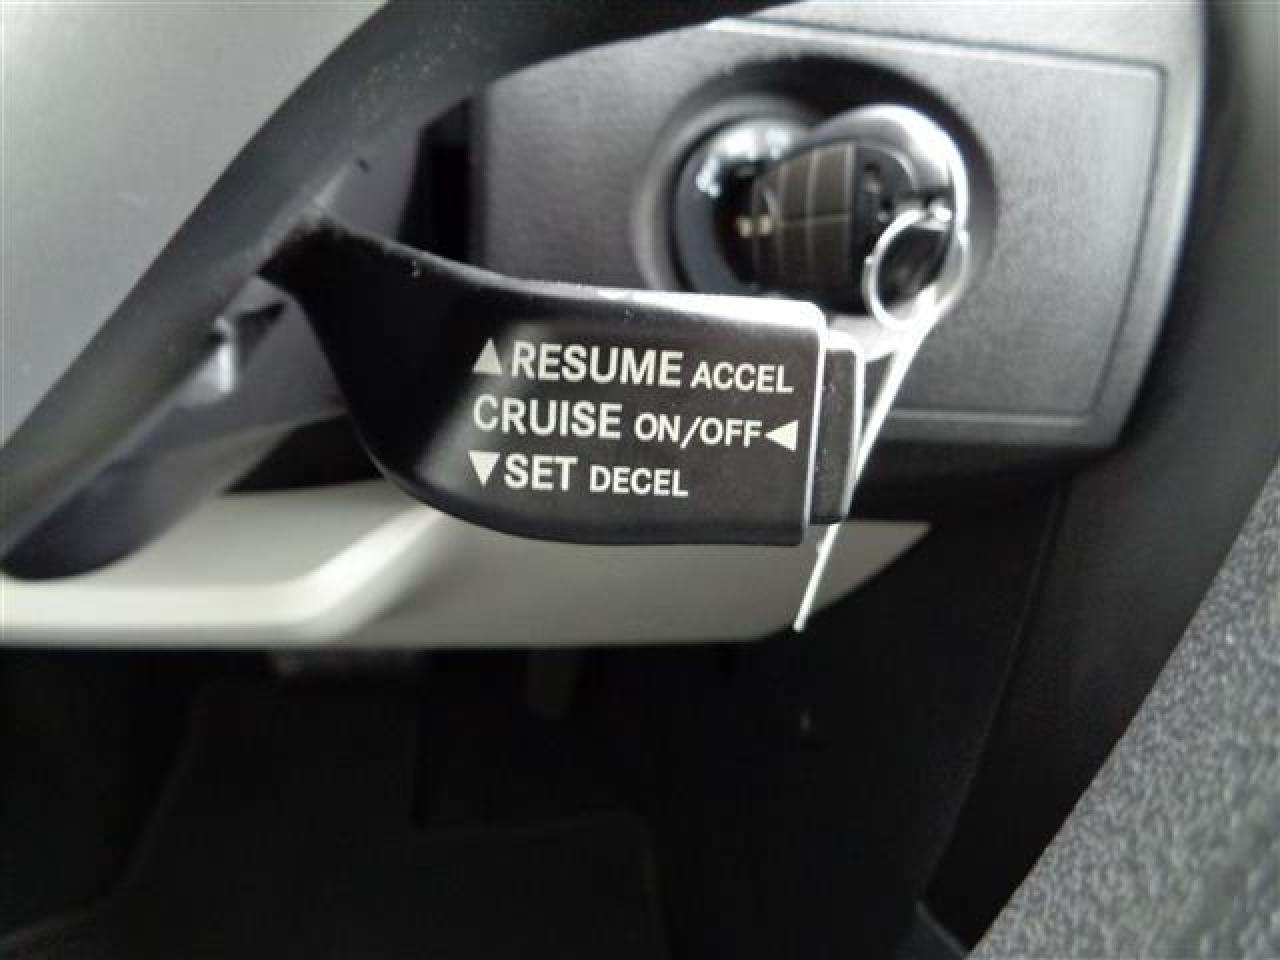 ▲RESUME ACCEL
CRUISE ON/OFF◀
▼SET DECEL